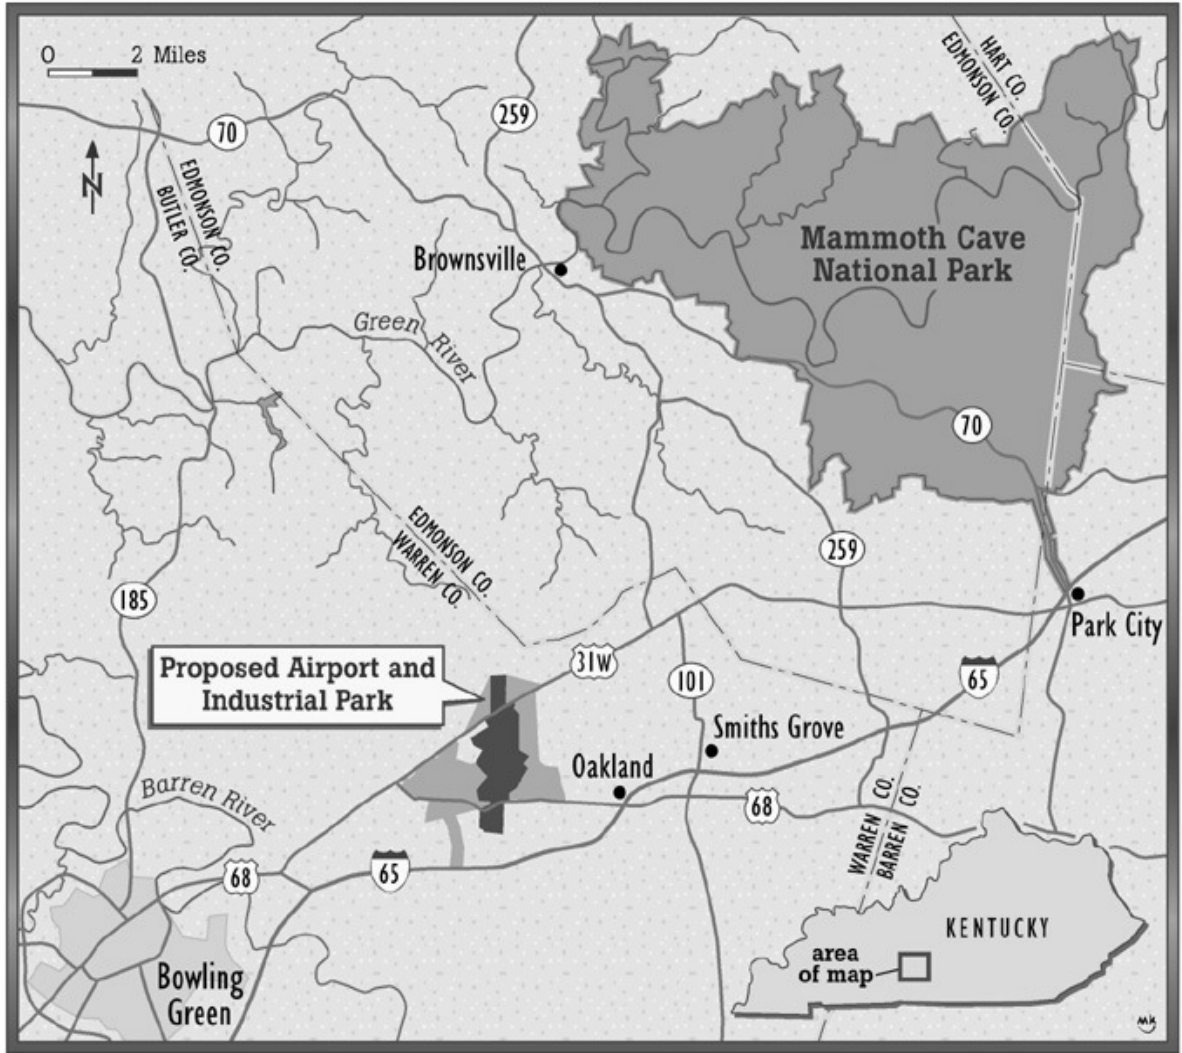 0 2 Miles
N
70
259
HART CO.
EDMONSON CO.
EDMONSON CO.
BUTLER CO.
Brownsville
Mammoth Cave
National Park
Green River
70
EDMONSON CO.
WARREN CO.
259
185
Park City
Proposed Airport and
Industrial Park
31W
101
65
Smiths Grove
Oakland
Barren River
68
WARREN CO.
BARREN CO.
68
65
KENTUCKY
area
of map
Bowling
Green
MK